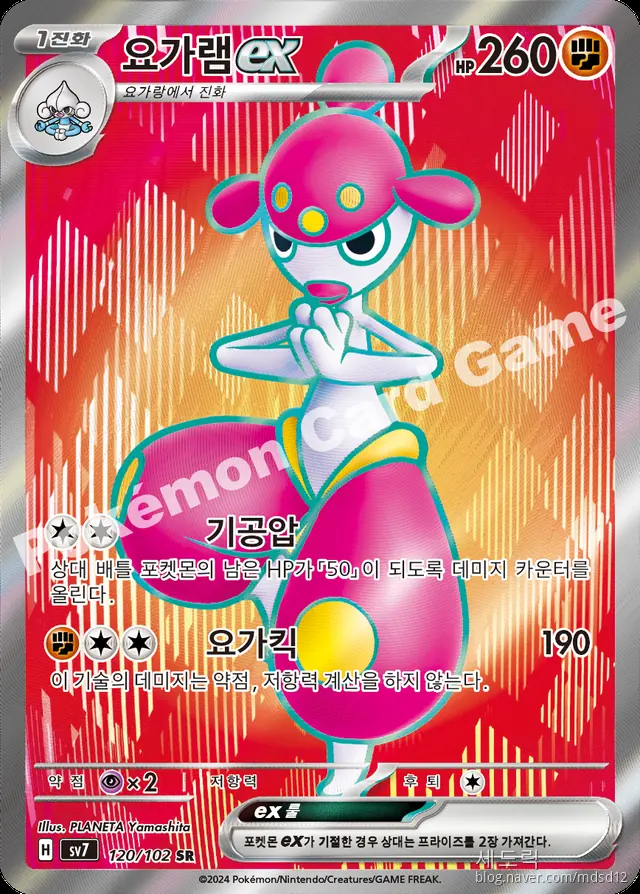 1진화
요가램 ex
HP 260
요가랑에서 진화
Pokémon Card Game
기공압
상대 배틀 포켓몬의 남은 HP가 「50」이 되도록 데미지 카운터를
올린다.
요가킥 190
이 기술의 데미지는 약점, 저항력 계산을 하지 않는다.
약점 ×2 저항력 후퇴
ex 룰
포켓몬 ex가 기절한 경우 상대는 프라이즈를 2장 가져간다.
Illus. PLANETA Yamashita
H sv7 120/102 SR
©2024 Pokémon/Nintendo/Creatures/GAME FREAK.
세도락
blog.naver.com/mdsd12